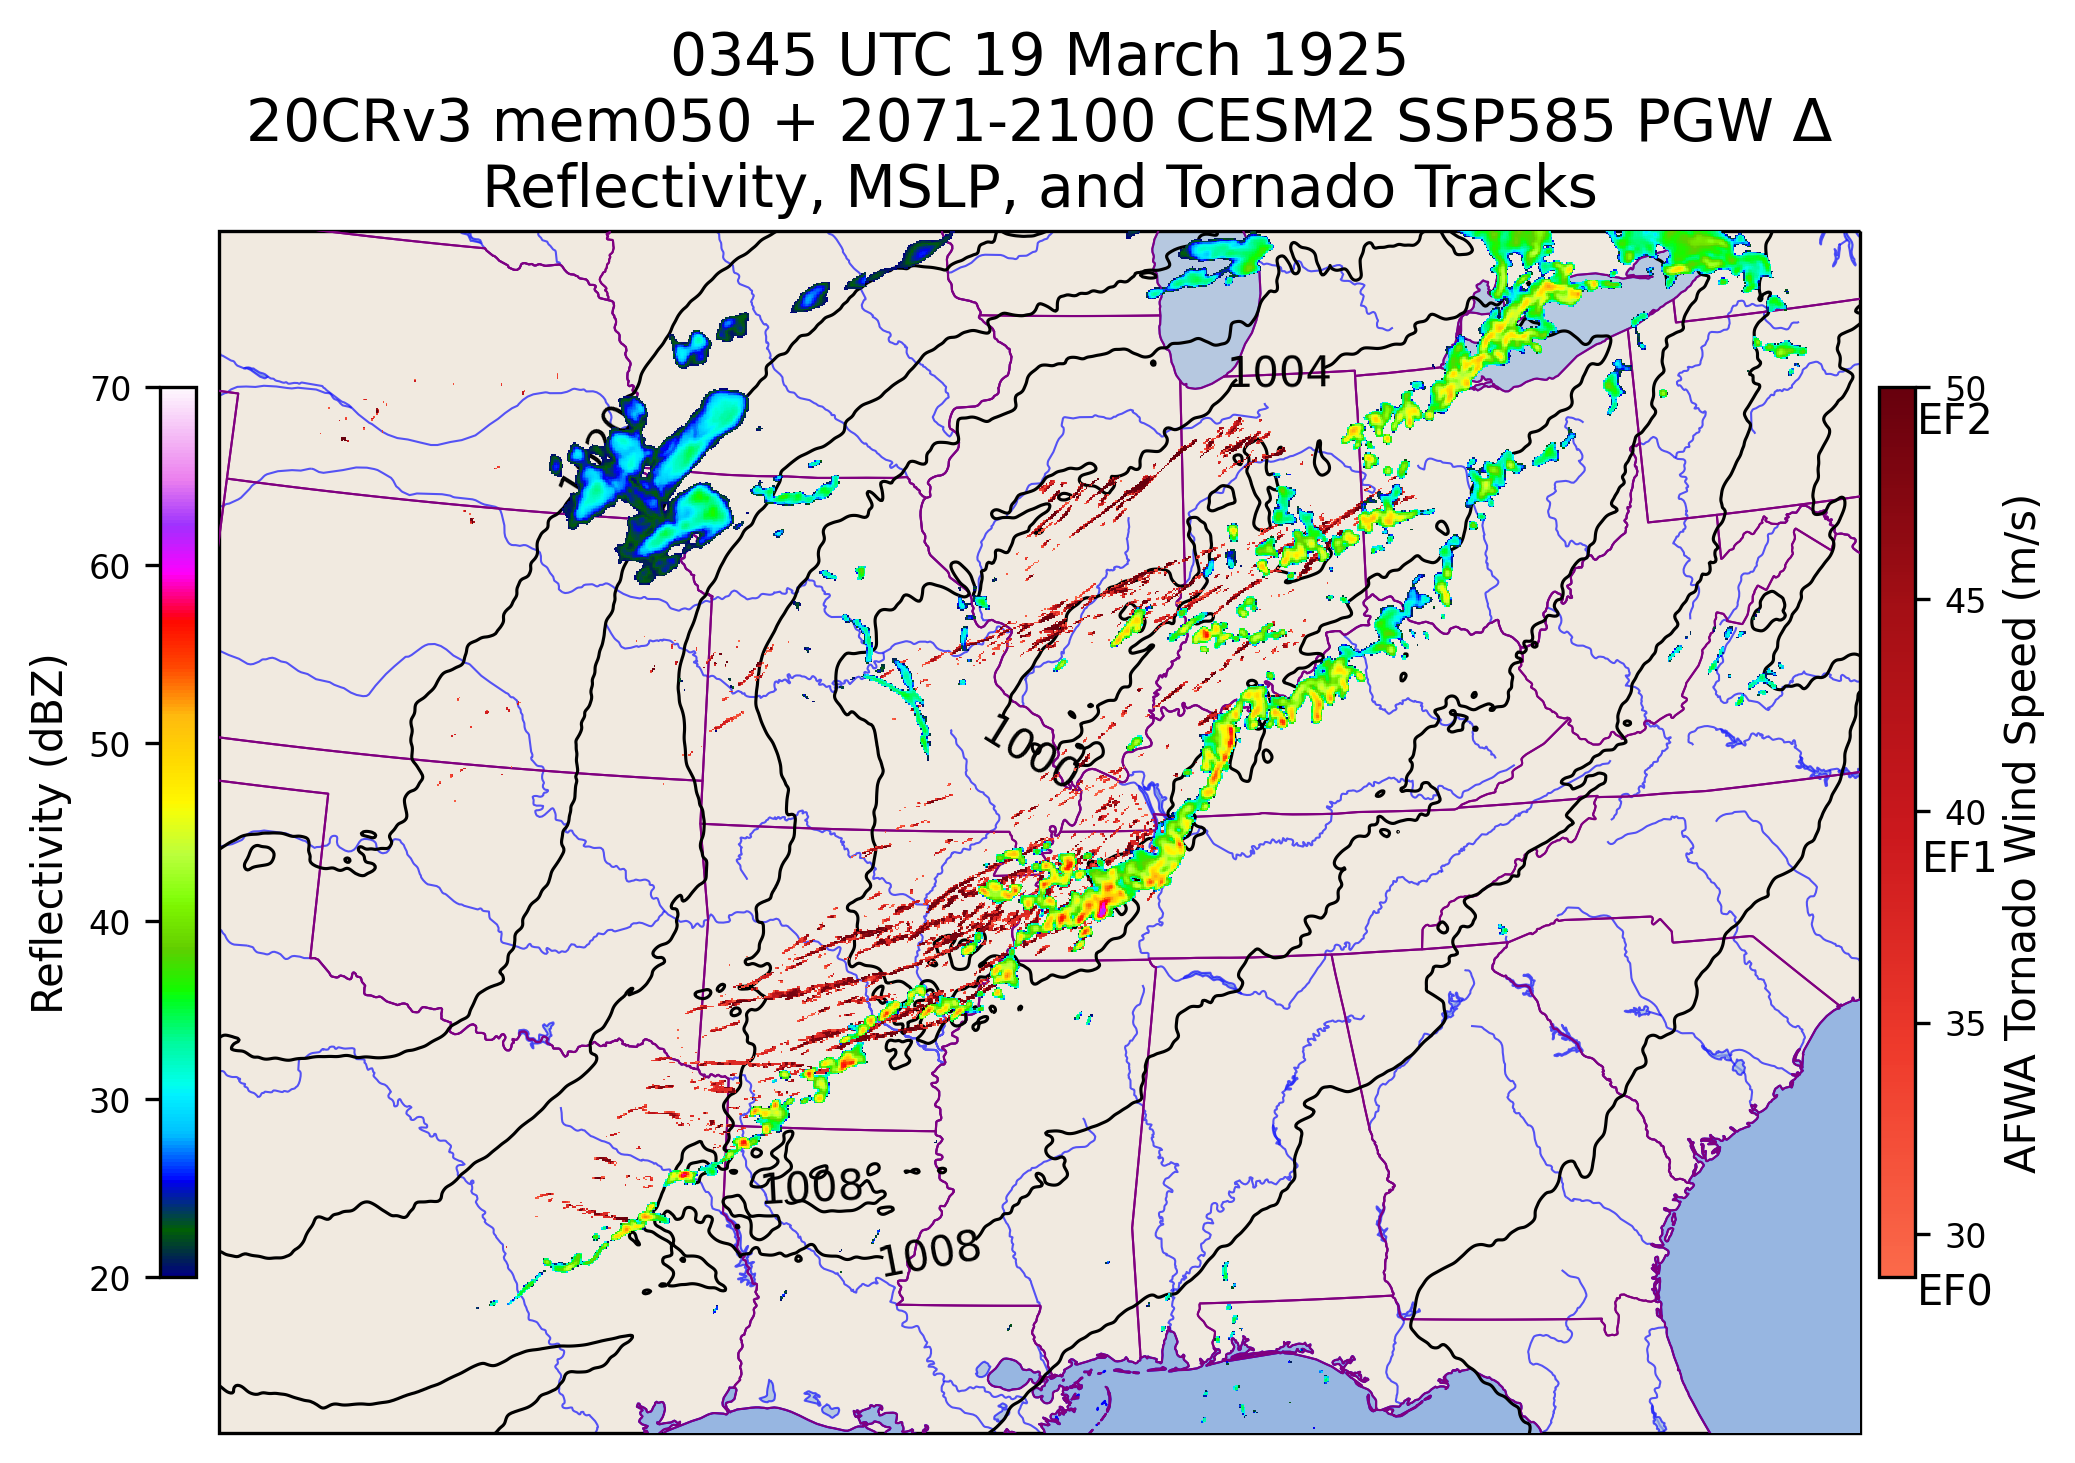 0345 UTC 19 March 1925
20CRv3 mem050 + 2071-2100 CESM2 SSP585 PGW Δ
Reflectivity, MSLP, and Tornado Tracks
Reflectivity (dBZ)
70
60
50
40
30
20
1004
1000
1008
1008
50
EF2
45
40
EF1
35
30
EF0
AFWA Tornado Wind Speed (m/s)